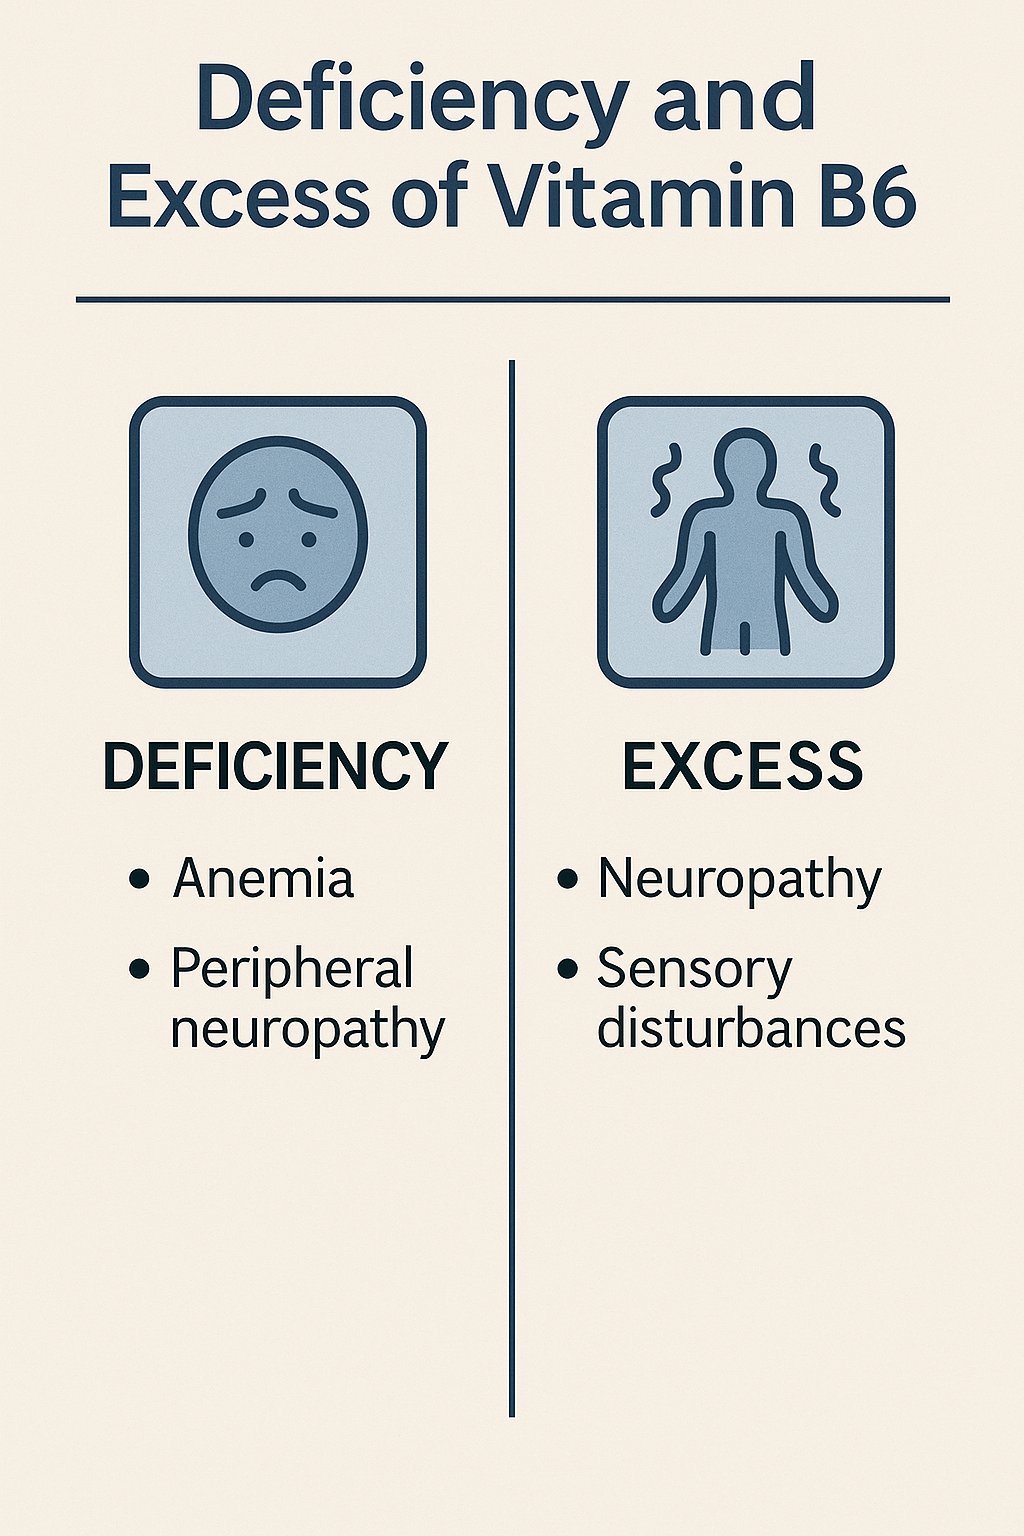 Deficiency and
Excess of Vitamin B6
DEFICIENCY
• Anemia
• Peripheral
neuropathy
EXCESS
• Neuropathy
• Sensory
disturbances